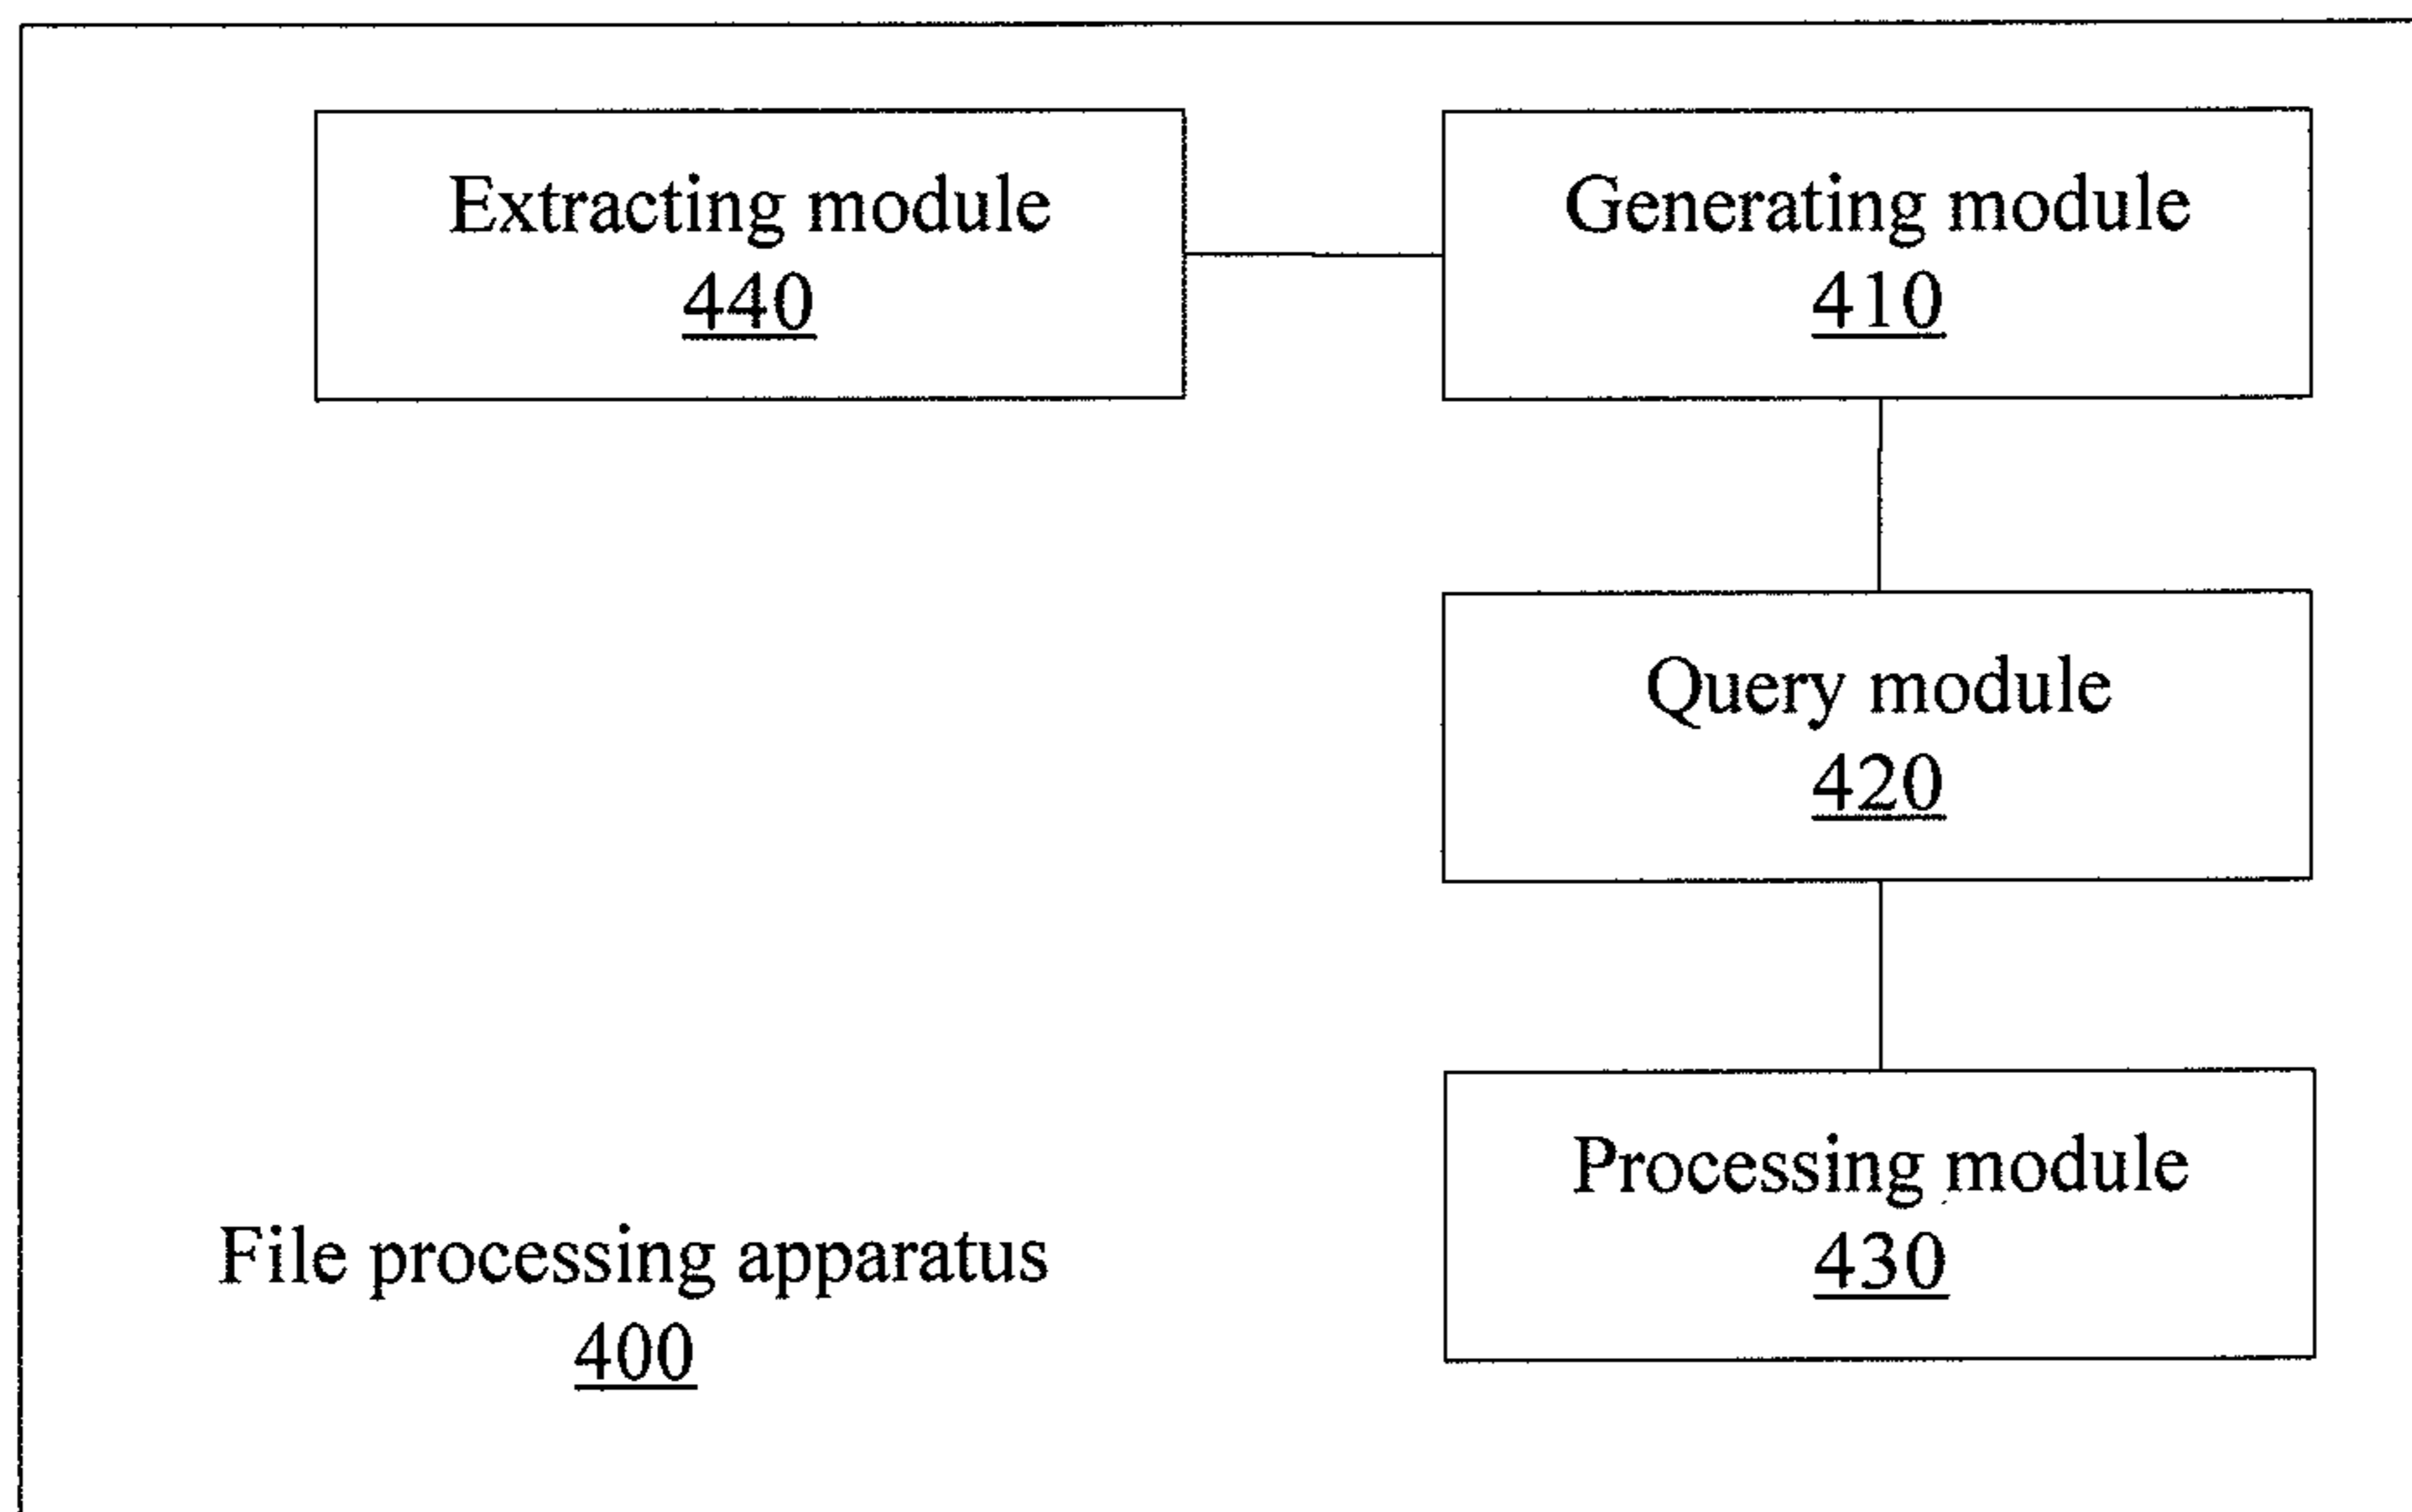 Extracting module
440
Generating module
410
Query module
420
Processing module
430
File processing apparatus
400